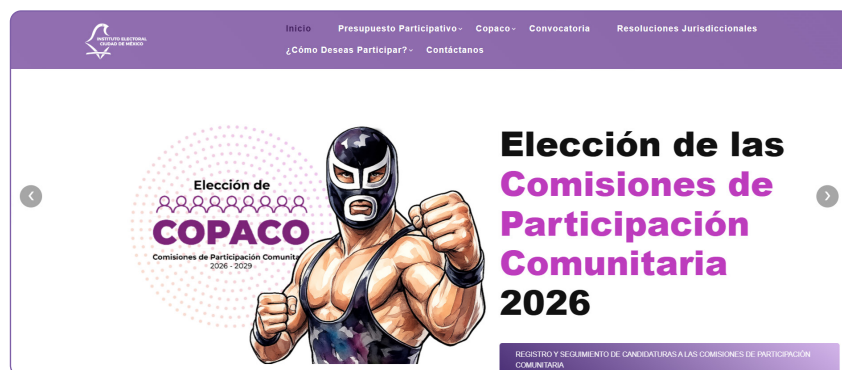 INSTITUTO ELECTORAL
CIUDAD DE MÉXICO
Inicio Presupuesto Participativo Copaco Convocatoria Resoluciones Jurisdiccionales
¿Cómo Deseas Participar? Contáctanos
Elección de
COPACO
Comisiones de Participación Comunita
2026 - 2029
Elección de las
Comisiones de
Participación
Comunitaria
2026
REGISTRO Y SEGUIMIENTO DE CANDIDATURAS A LAS COMISIONES DE PARTICIPACIÓN
COMUNITARIA